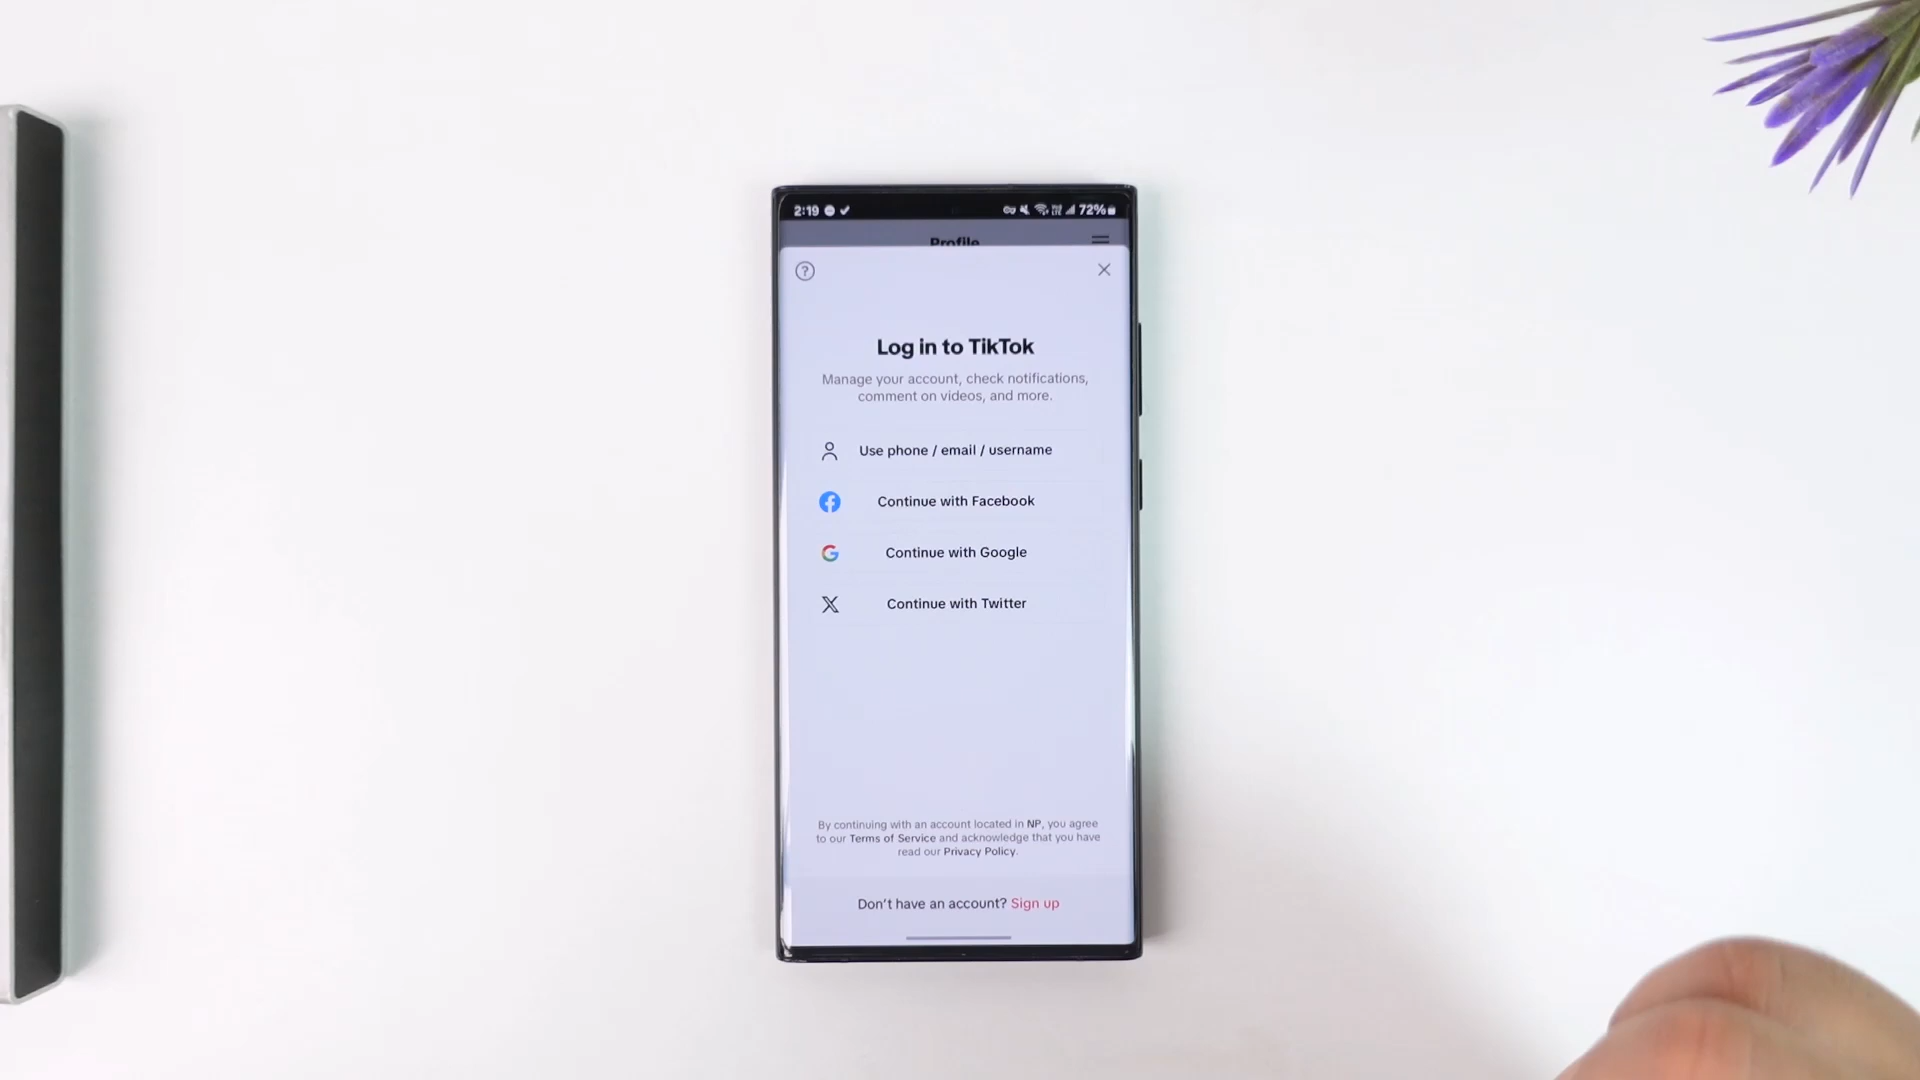 2:19 72%
Profile
Log in to TikTok
Manage your account, check notifications,
comment on videos, and more.
Use phone / email / username
Continue with Facebook
Continue with Google
Continue with Twitter
By continuing with an account located in NP, you agree
to our Terms of Service and acknowledge that you have
read our Privacy Policy.
Don't have an account? Sign up